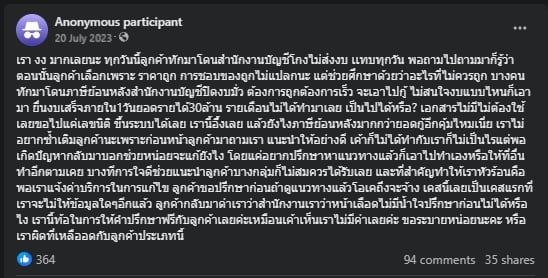 Anonymous participant
20 July 2023
เรา งง มากเลยนะ ทุกวันนี้ลูกค้าทักมาโดนสำนักงานบัญชีโกงไม่ส่งงบ แทบทุกวัน พอถามไปถามมาก็รู้ว่า
ตอนนั้นลูกค้าเลือกเพราะ ราคาถูก การชอบของถูกไม่แปลกนะ แต่ช่วยศึกษาด้วยว่าอะไรที่ไม่ควรถูก บางคน
ทักมาโดนภาษีย้อนหลังสำนักงานบัญชีปิดงบมั่ว ต้องการถูกต้องการเร็ว จะเอาไปกู้ ไม่สนใจงบแบบไหนก็เอา
มา ยื่นงบเสร็จภายใน1วันยอดรายได้30ล้าน รายเดือนไม่ได้ทำมาเลย เป็นไปได้หรือ? เอกสารไม่มีไม่ต้องใช้
เลยขอไปแค่เลขนิติ ขึ้นระบบได้เลย เรานี้อึ้งเลย แล้วยังไงภาษีย้อนหลังมากกว่ายอดกู้อีกคุ้มไหมเนี่ย เราไม่
อยากซ้ำเติมลูกค้านะเพราะก่อนหน้าลูกค้ามาถามเรา แนะนำให้อย่างดี เค้าก็ไม่ได้ทำกับเราก็ไม่เป็นไรแต่พอ
เกิดปัญหากลับมาบอกช่วยหน่อยจะแก้ยังไง โดยแค่อยากปรึกษาหาแนวทางแล้วก็เอาไปทำเองหรือให้ที่อื่น
ทำอีกตามเคย บางทีการใจดีช่วยแนะนำลูกค้าบางกลุ่มก็ไม่สมควรได้รับเลย และที่สำคัญทำให้เราหัวร้อนคือ
พอเราแจ้งค่าบริการในการแก้ไข ลูกค้าขอปรึกษาก่อนถ้าดูแนวทางแล้วโอเคถึงจะจ้าง เคสนี้เลยเป็นเคสแรกที่
เราจะไม่ให้ข้อมูลใดๆอีกแล้ว ลูกค้ากลับมาด่าเราว่าสำนักงานเราว่าหน้าเลือดไม่มีน้ำใจปรึกษาก่อนไม่ได้หรือ
ไง เรานี้ท้อในการให้คำปรึกษาฟรีกับลูกค้าเลยค่ะเหมือนเค้าเห็นเราไม่มีค่าเลยค่ะ ขอระบายหน่อยนะคะ หรือ
เราผิดที่เหลืออดกับลูกค้าประเภทนี้
364
94 comments 35 shares